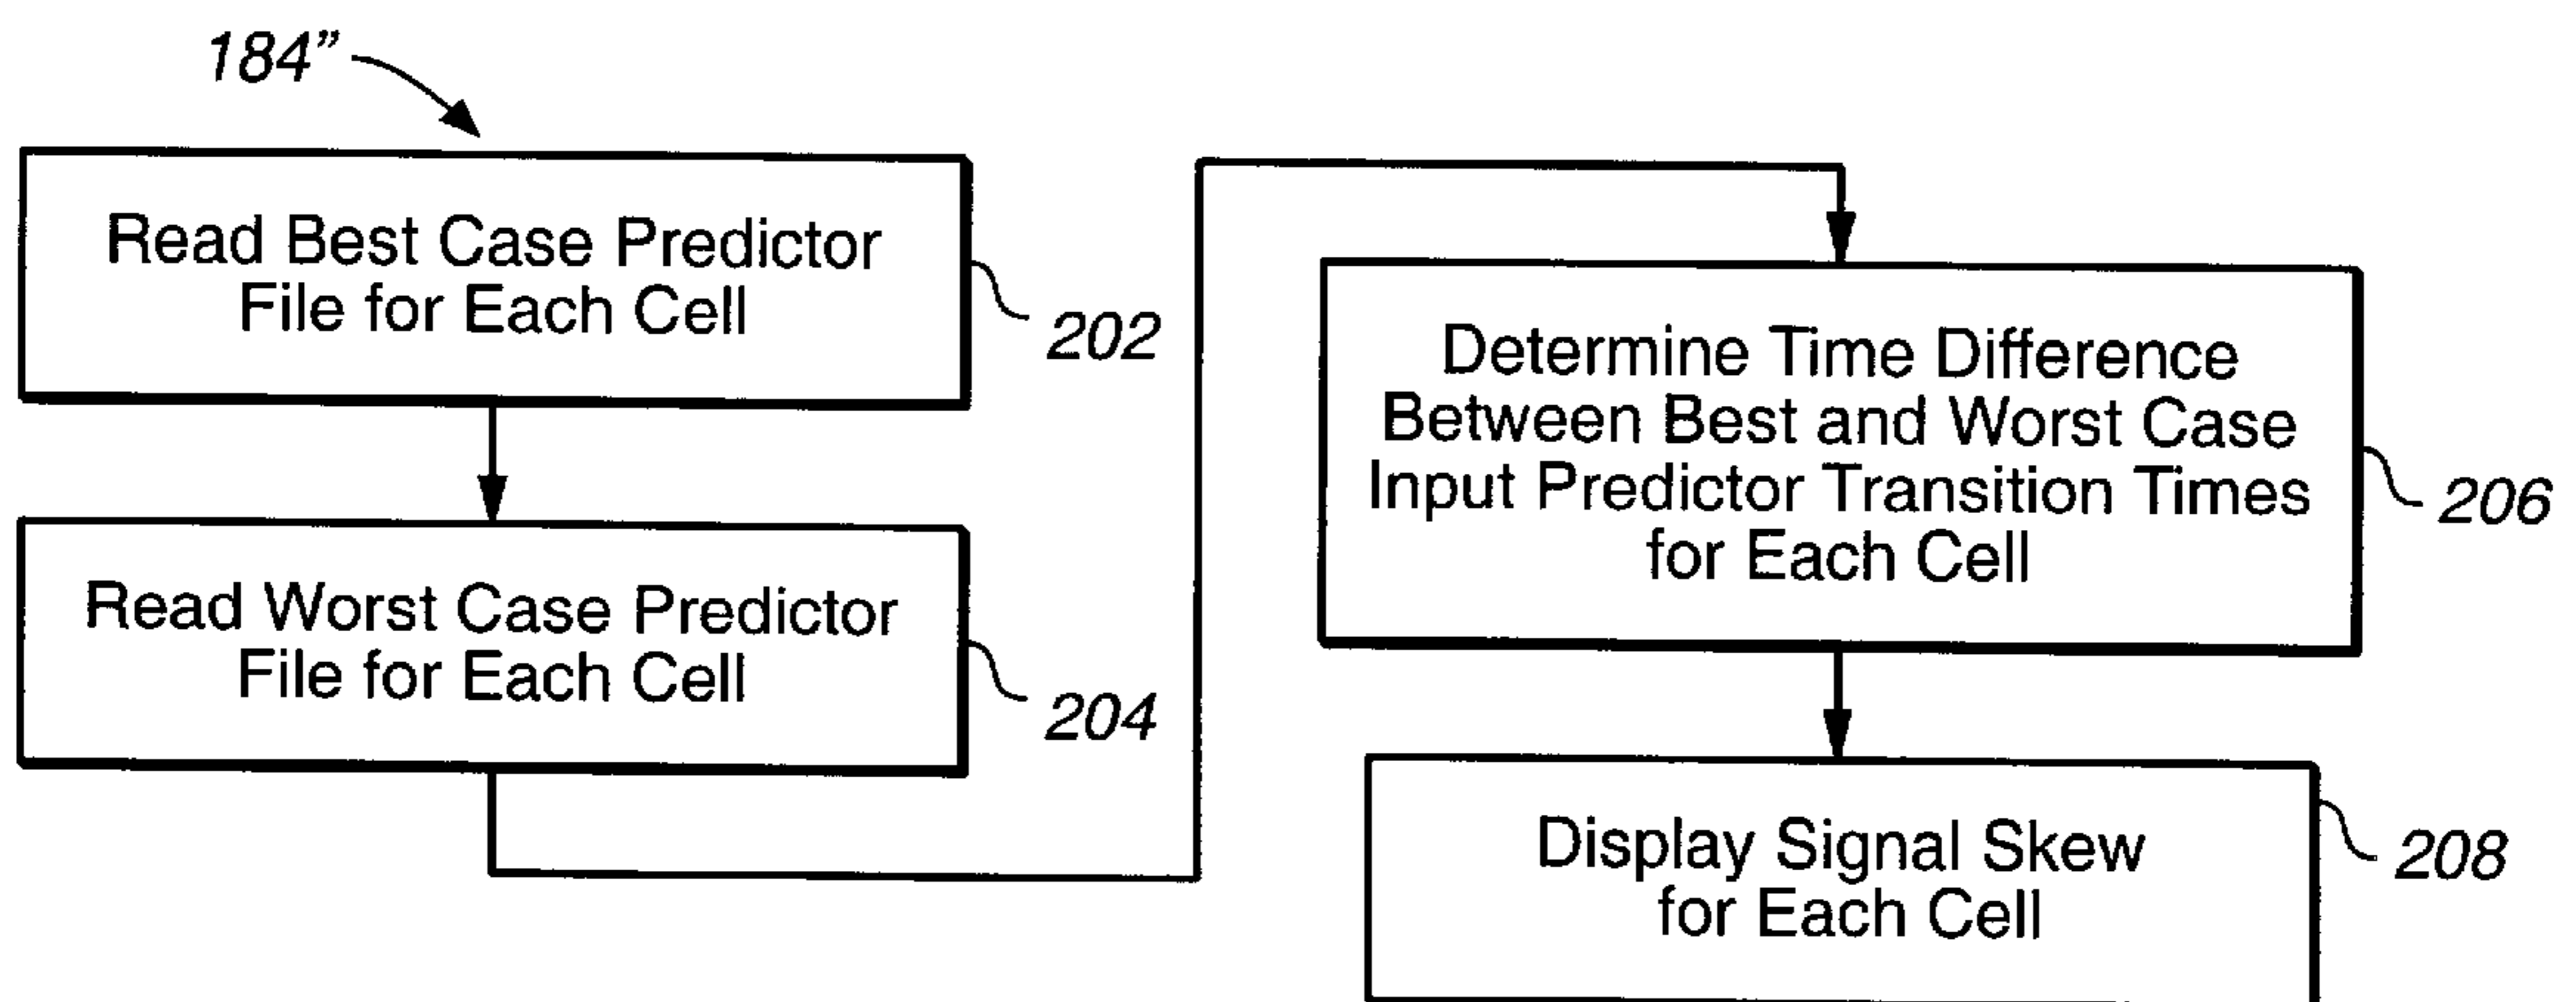 184”
Read Best Case Predictor
File for Each Cell
202
Read Worst Case Predictor
File for Each Cell
204
Determine Time Difference
Between Best and Worst Case
Input Predictor Transition Times
for Each Cell
206
Display Signal Skew
for Each Cell
208